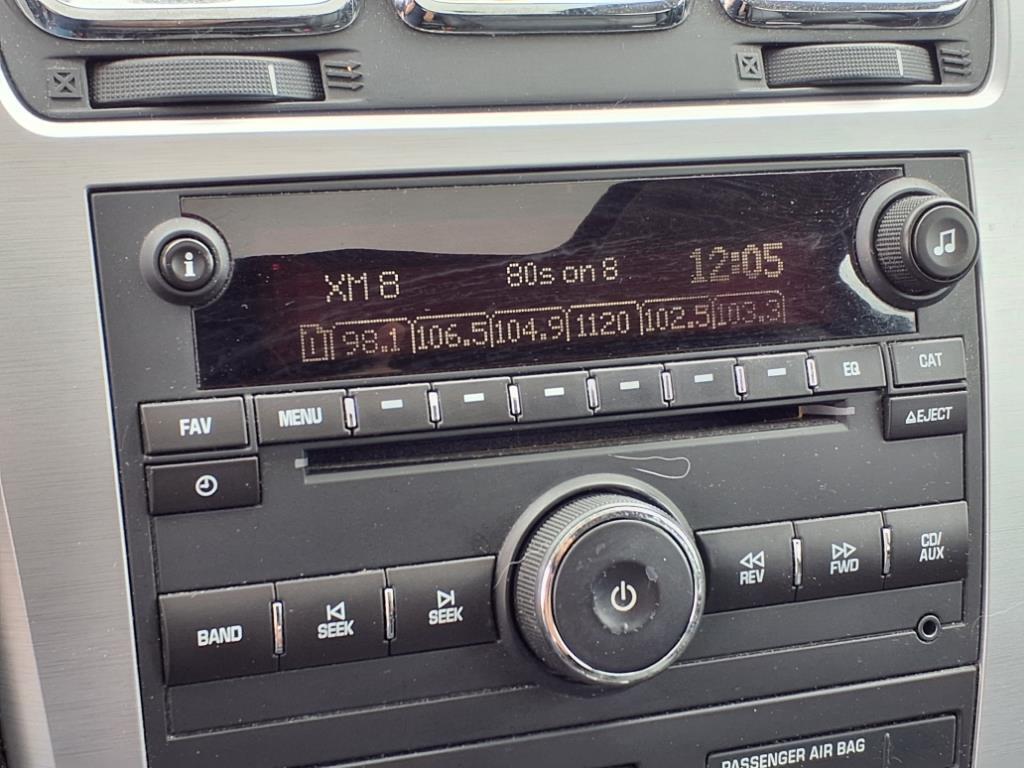 XM 8 80s on 8 12:05
1 98.1 106.5 104.9 1120 102.5 103.3
CAT
EQ
MENU
FAV
EJECT
CD/
AUX
FWD
REV
SEEK
SEEK
BAND
PASSENGER AIR BAG